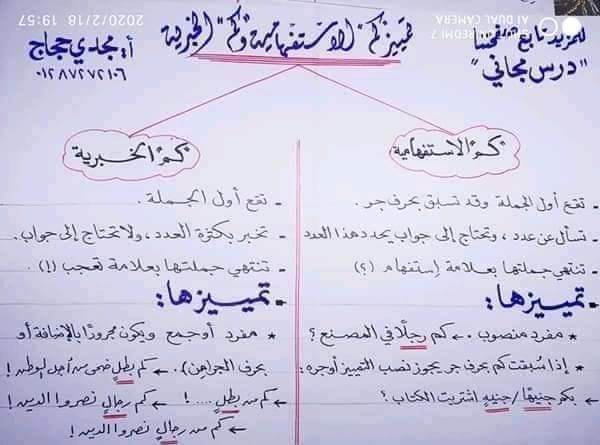 2020/2/18 19:57
REDMI 7
AI DUAL CAMERA
تمييز "كم" الاستفهامية و"كم" الخبرية
للمزيد تابع صفحتنا
"درس مجاني"
أ. مجدي حجاج
٠١٢٨٧٢٧٢١٠٦
"كم" الاستفهامية
- تقع أول الجملة وقد تسبق بحرف جر.
- تسأل عن عدد، وتحتاج إلى جواب يحدد هذا العدد
- تنتهي جملتها بعلامة إستفهام (؟)
- تمييزها:
* مفرد منصوب. ← كم رجلًا في المصنع؟
* إذا سُبقت كم بحرف جر يجوز نصب التمييز أوجره:
← بكم جنيهًا/جنيهٍ اشتريت الكتاب؟
"كم" الخبرية
- تقع أول الجملة.
- تخبر بكثرة العدد، ولا تحتاج إلى جواب.
- تنتهي جملتها بعلامة تعجب (!)
- تمييزها:
* مفرد أو جمع ويكون مجرورًا بالإضافة أو
بحرف الجر(من). ← كم بطلٍ ضحى من أجل الوطن!
← كم من بطلٍ ....! ← كم رجالٍ نصروا الدين!
← كم من رجالٍ نصروا الدين!